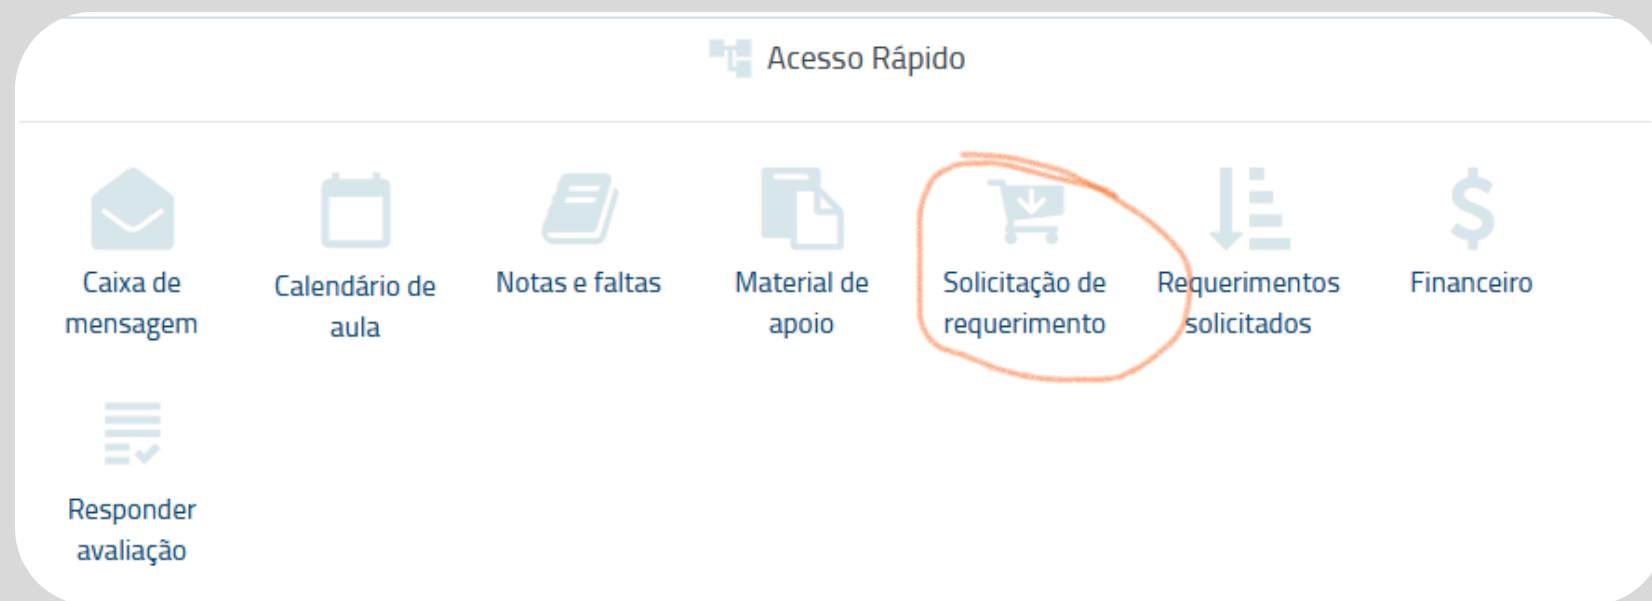 Acesso Rápido
Caixa de
mensagem
Calendário de
aula
Notas e faltas
Material de
apoio
Solicitação de
requerimento
Requerimentos
solicitados
Financeiro
Responder
avaliação